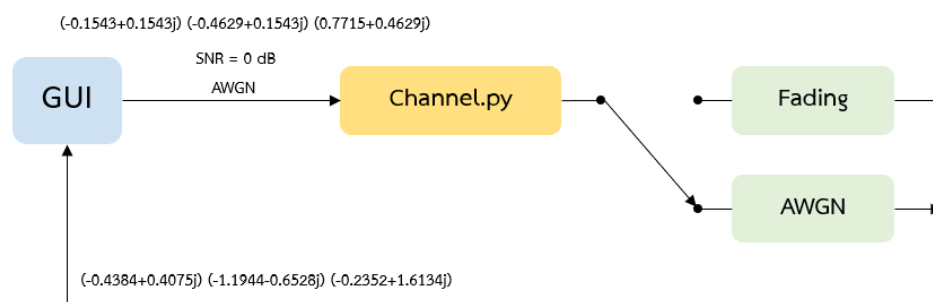 (-0.1543+0.1543j) (-0.4629+0.1543j) (0.7715+0.4629j)
SNR = 0 dB
GUI
AWGN
Channel.py
Fading
AWGN
(-0.4384+0.4075j) (-1.1944-0.6528j) (-0.2352+1.6134j)